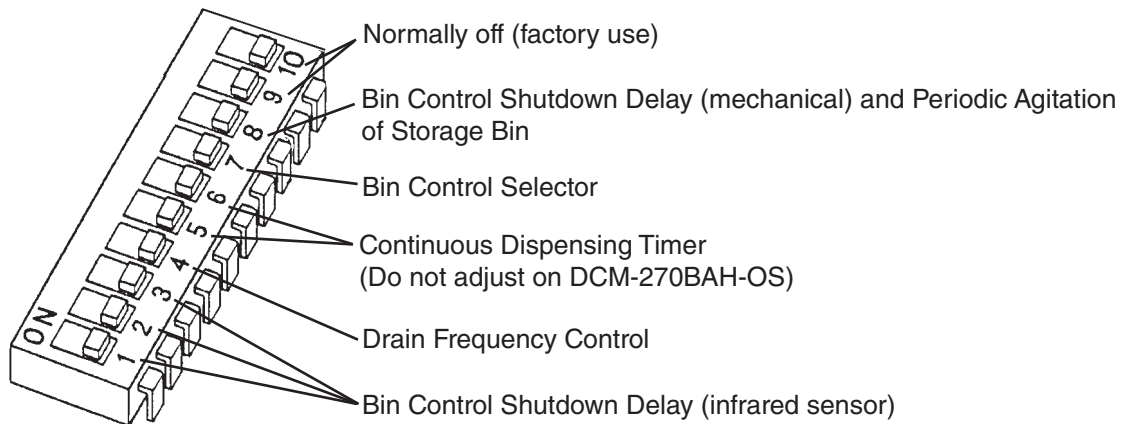 Normally off (factory use)
10
9
Bin Control Shutdown Delay (mechanical) and Periodic Agitation
of Storage Bin
8
7
Bin Control Selector
6
5
Continuous Dispensing Timer
(Do not adjust on DCM-270BAH-OS)
4
3
Drain Frequency Control
ON
2
1
Bin Control Shutdown Delay (infrared sensor)